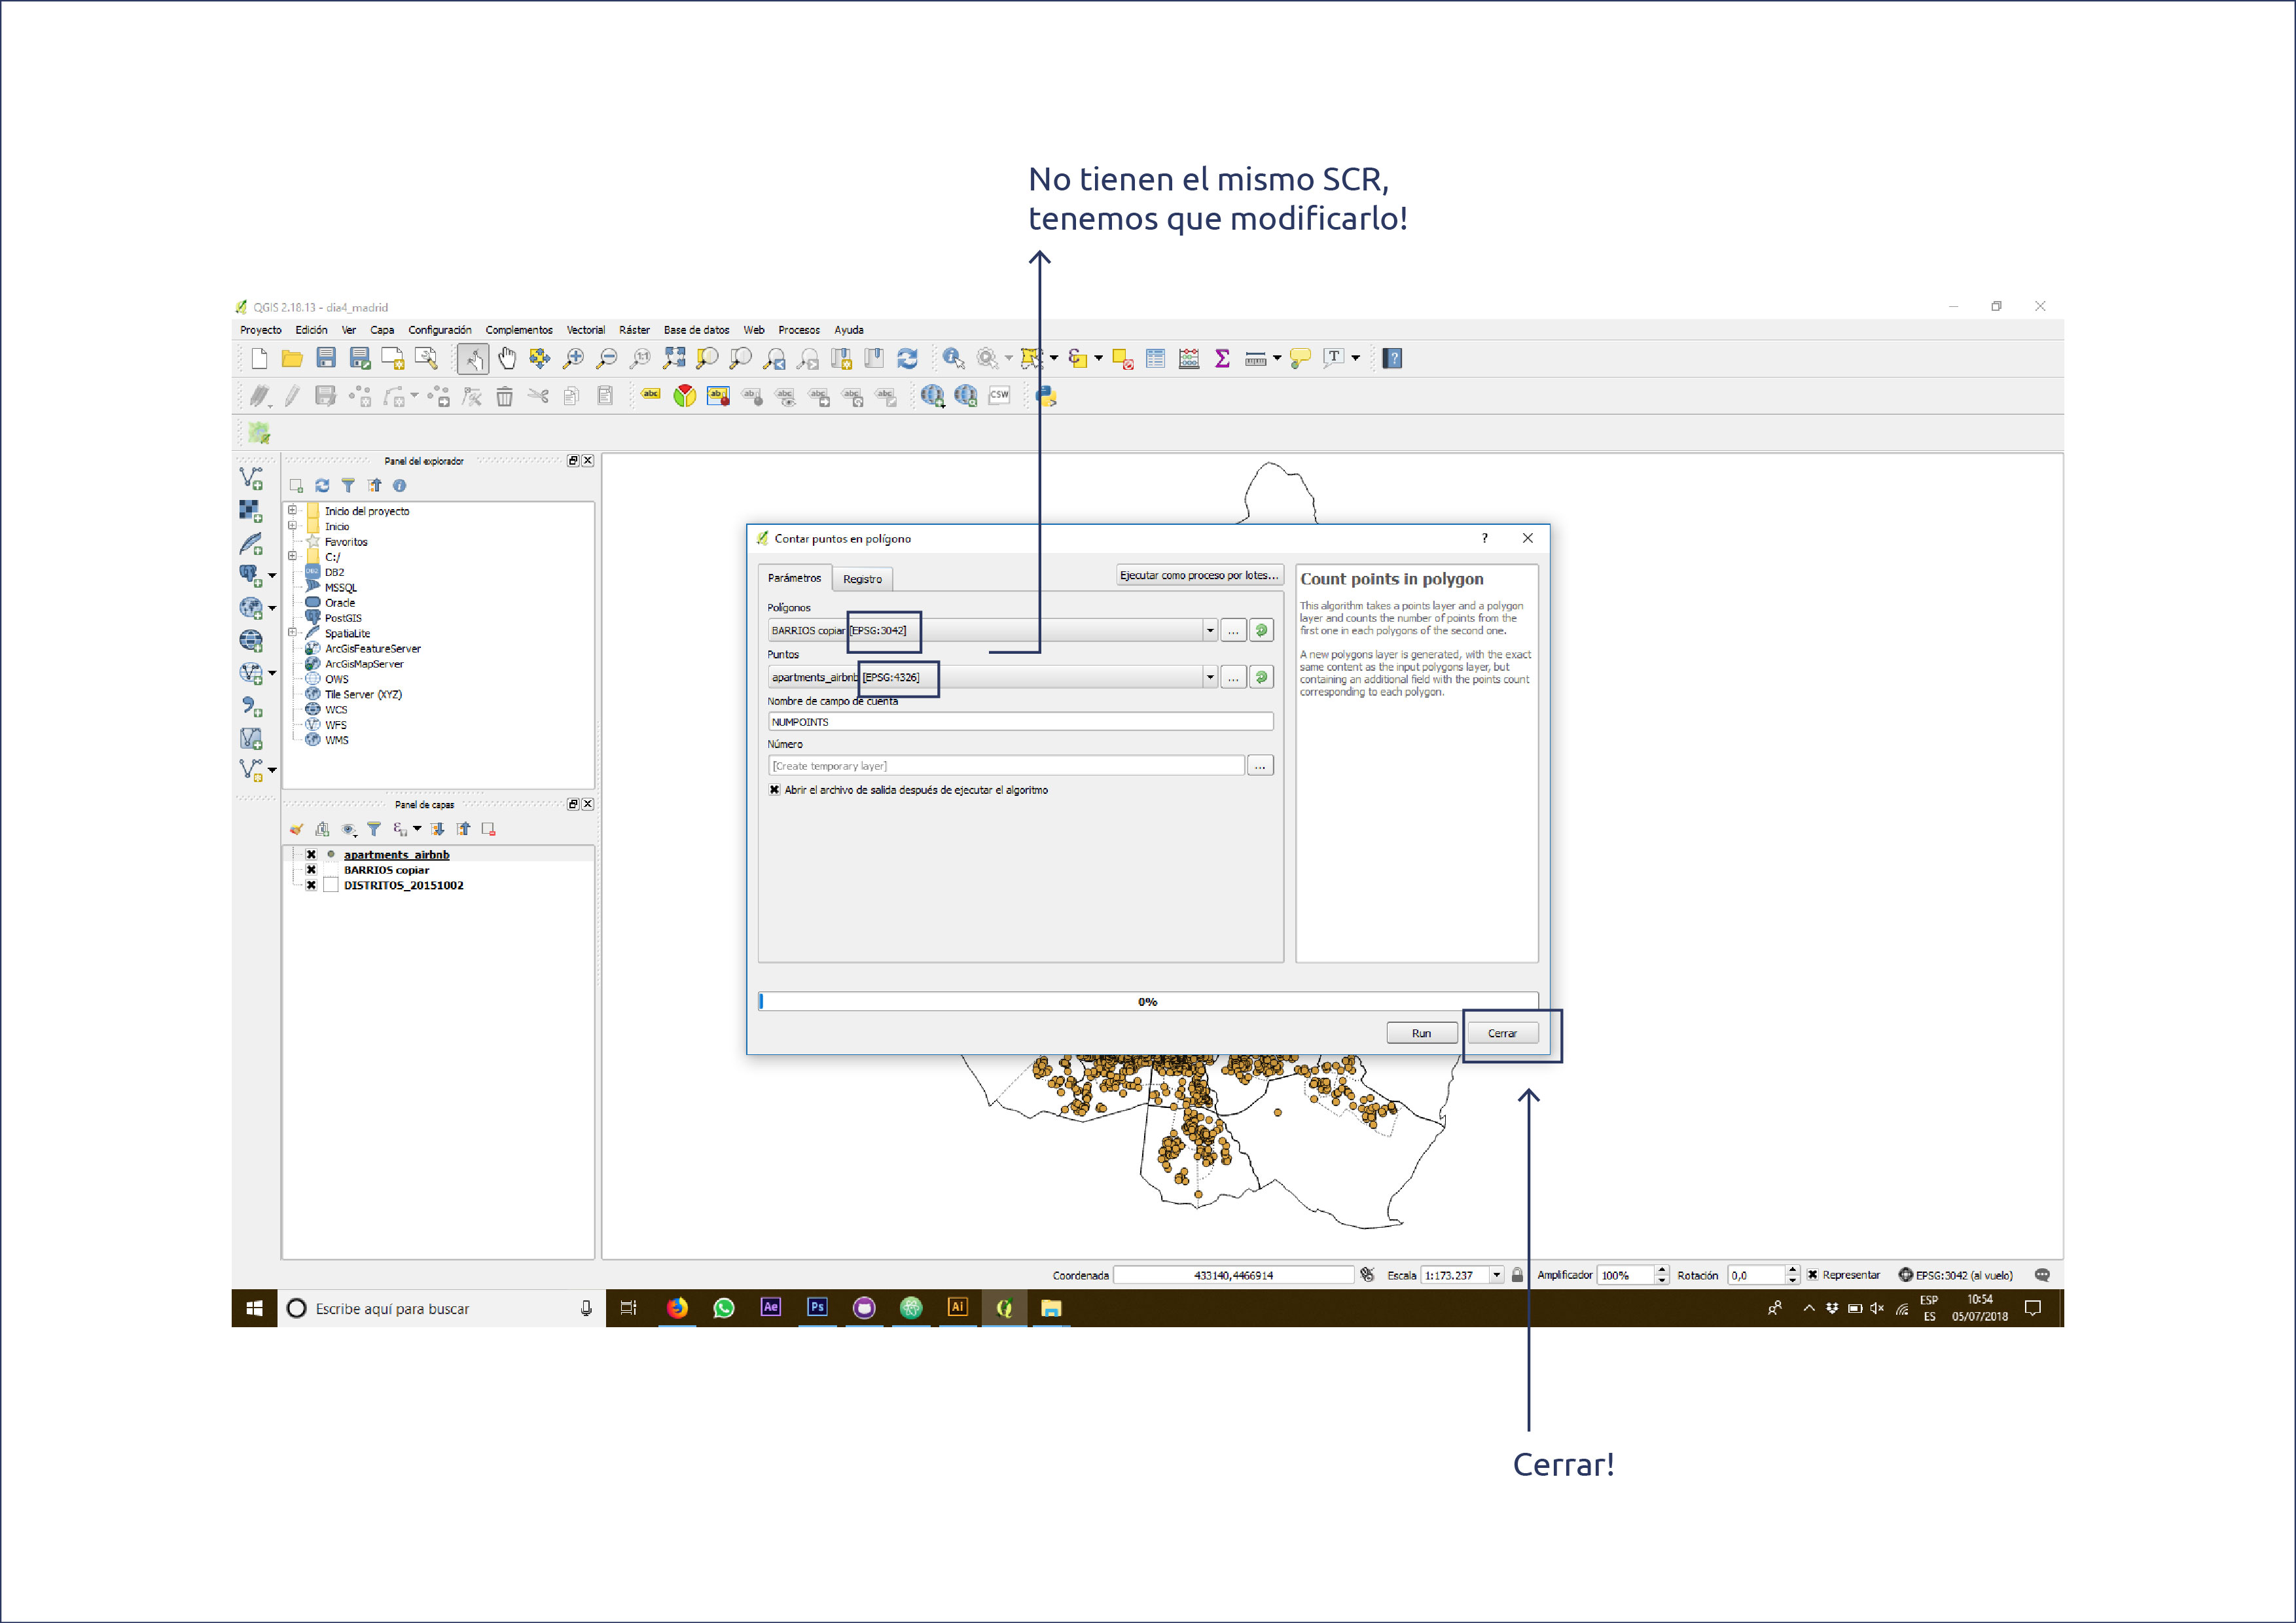 No tienen el mismo SCR,
tenemos que modificarlo!
QGIS 2.18.13 - dia4_madrid
Proyecto Edición Ver Capa Configuración Complementos Vectorial Ráster Base de datos Web Procesos Ayuda
CSW
Panel del explorador
Inicio del proyecto
Inicio
Favoritos
C:/
DB2
MSSQL
Oracle
PostGIS
SpatiaLite
ArcGisFeatureServer
ArcGisMapServer
OWS
Tile Server (XYZ)
WCS
WFS
WMS
Panel de capas
apartments_airbnb
BARRIOS copiar
DISTRITOS_20151002
Contar puntos en polígono
Parámetros Registro Ejecutar como proceso por lotes...
Polígonos
BARRIOS copiar [EPSG:3042]
Puntos
apartments_airbnb [EPSG:4326]
Nombre de campo de cuenta
NUMPOINTS
Número
[Create temporary layer]
Abrir el archivo de salida después de ejecutar el algoritmo
Count points in polygon
This algorithm takes a points layer and a polygon
layer and counts the number of points from the
first one in each polygons of the second one.
A new polygons layer is generated, with the exact
same content as the input polygons layer, but
containing an additional field with the points count
corresponding to each polygon.
0%
Run Cerrar
Coordenada 433140,4466914 Escala 1:173.237 Amplificador 100% Rotación 0,0 Representar EPSG:3042 (al vuelo)
Escribe aquí para buscar
Ae Ps Ai
ESP
ES
10:54
05/07/2018
Cerrar!